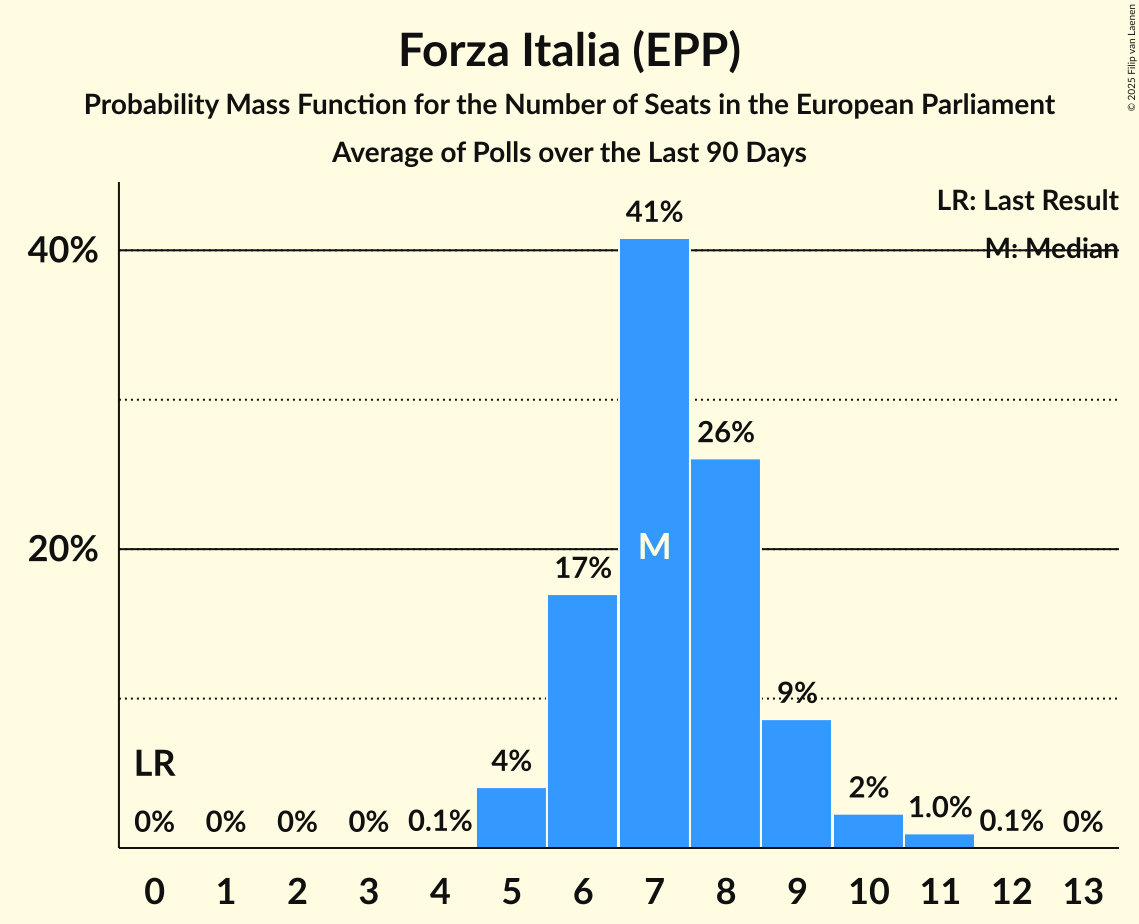 Forza Italia (EPP)
Probability Mass Function for the Number of Seats in the European Parliament
Average of Polls over the Last 90 Days
© 2025 Filip van Laenen
LR: Last Result
M: Median
40%
20%
41%
26%
17%
9%
4%
2%
1.0%
0.1%
0.1%
0%
0%
0%
0%
0%
LR
M
0 1 2 3 4 5 6 7 8 9 10 11 12 13